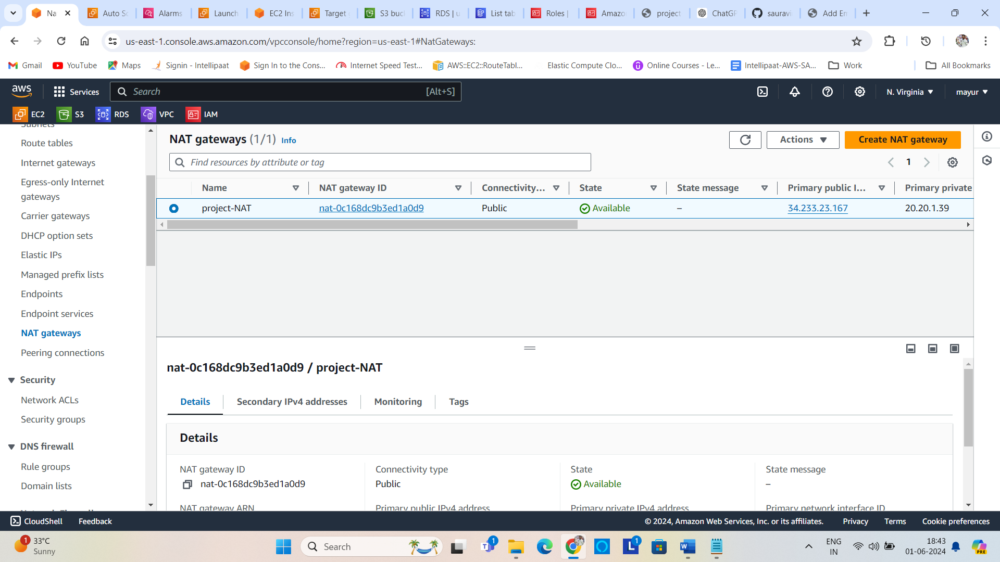 Na
Auto Sc
Alarms
Launch
EC2 Ins
Target
S3 buc
RDS | u
List tab
Roles |
Amazo
project
ChatGP
sauravi
Add Em
us-east-1.console.aws.amazon.com/vpcconsole/home?region=us-east-1#NatGateways:
Gmail
YouTube
Maps
Signin - Intellipaat
Sign In to the Cons...
Internet Speed Test...
AWS::EC2::RouteTabl...
Elastic Compute Clo...
Online Courses - Le...
Intellipaat-AWS-SA...
Work
All Bookmarks
aws
Services
Search
[Alt+S]
N. Virginia
mayur
EC2
S3
RDS
VPC
IAM
Subnets
Route tables
Internet gateways
Egress-only Internet
gateways
Carrier gateways
DHCP option sets
Elastic IPs
Managed prefix lists
Endpoints
Endpoint services
NAT gateways
Peering connections
Security
Network ACLs
Security groups
DNS firewall
Rule groups
Domain lists
NAT gateways (1/1) Info
Actions
Create NAT gateway
Find resources by attribute or tag
1
Name
NAT gateway ID
Connectivity...
State
State message
Primary public I...
Primary private
project-NAT
nat-0c168dc9b3ed1a0d9
Public
Available
–
34.233.23.167
20.20.1.39
nat-0c168dc9b3ed1a0d9 / project-NAT
Details
Secondary IPv4 addresses
Monitoring
Tags
Details
NAT gateway ID
nat-0c168dc9b3ed1a0d9
Connectivity type
Public
State
Available
State message
–
NAT gateway ARN
Primary public IPv4 address
Primary private IPv4 address
Primary network interface ID
CloudShell
Feedback
© 2024, Amazon Web Services, Inc. or its affiliates.
Privacy
Terms
Cookie preferences
1
33°C
Sunny
Search
1
1
ENG
IN
18:43
01-06-2024
PRE